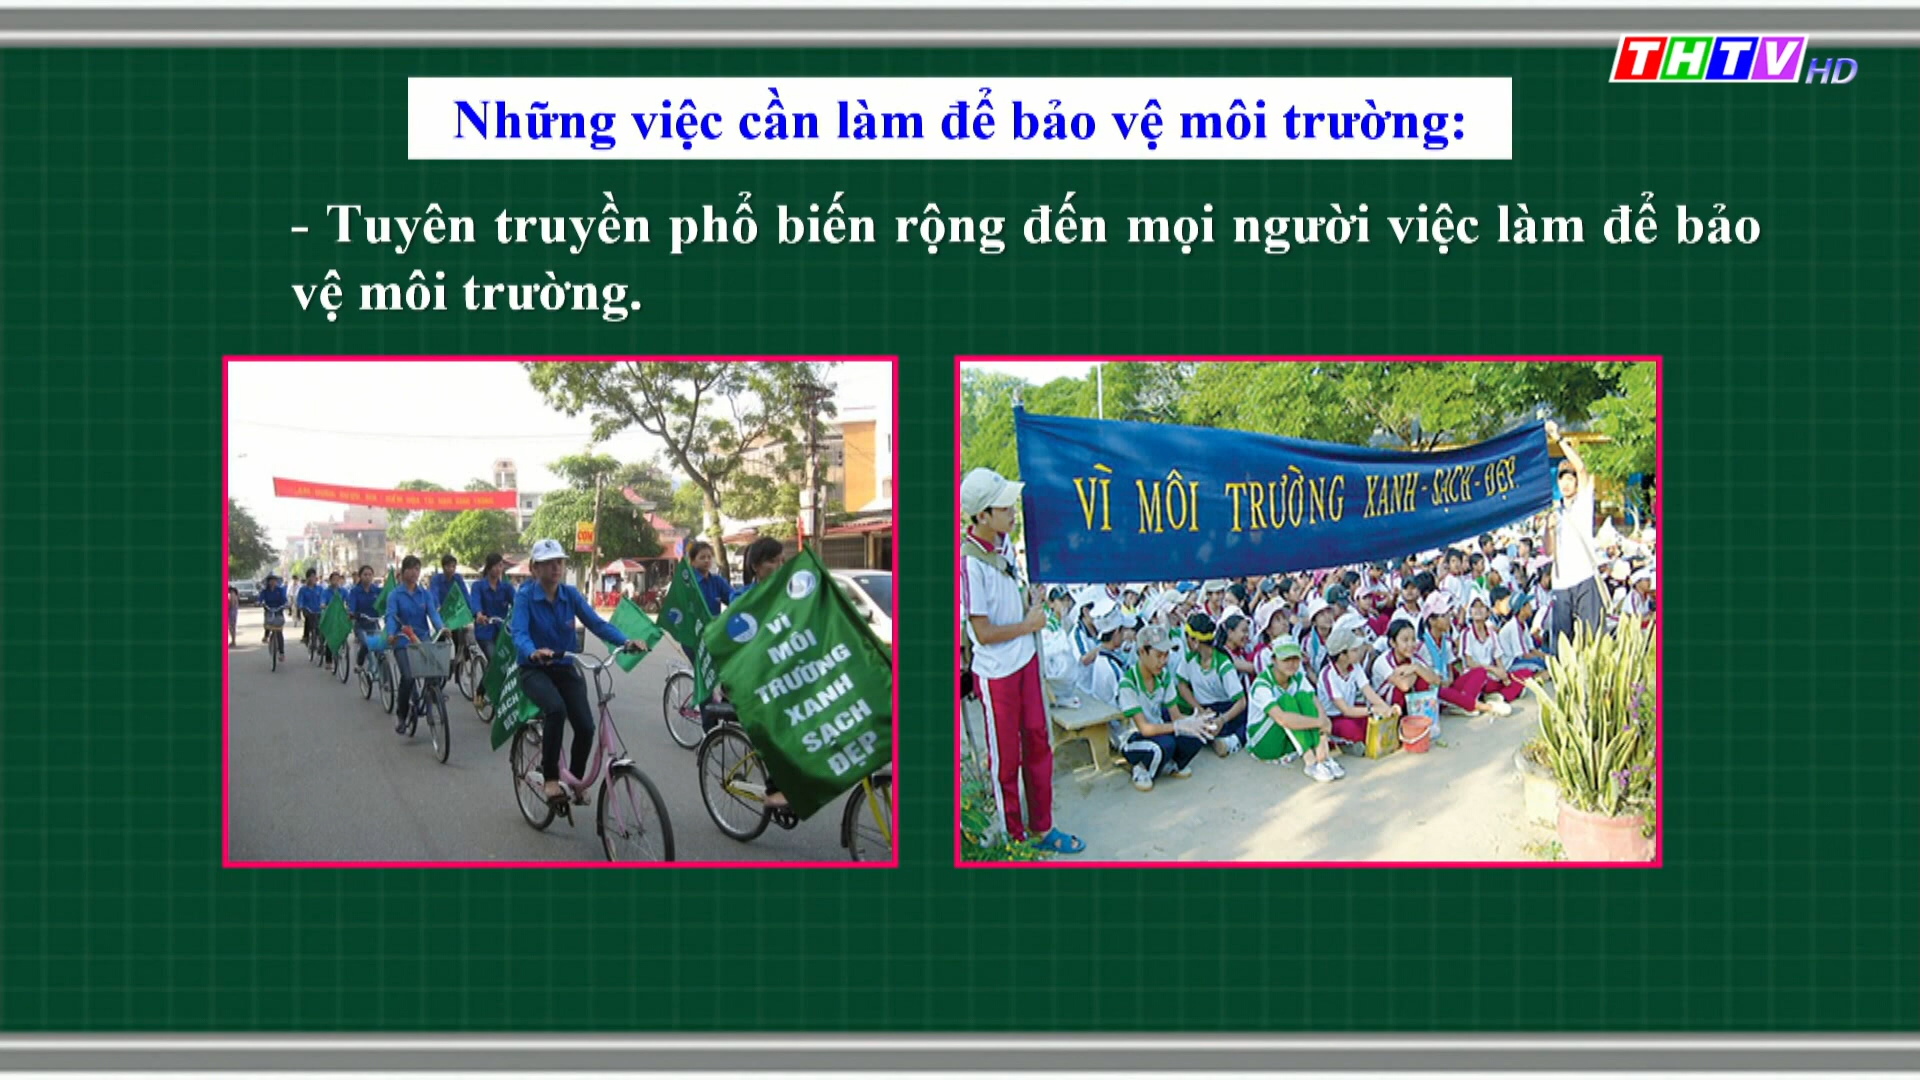 THTV HD
Những việc cần làm để bảo vệ môi trường:
- Tuyên truyền phổ biến rộng đến mọi người việc làm để bảo
vệ môi trường.
VÌ
MÔI
TRƯỜNG
XANH
SẠCH
ĐẸP
VÌ MÔI TRƯỜNG XANH - SẠCH - ĐẸP.